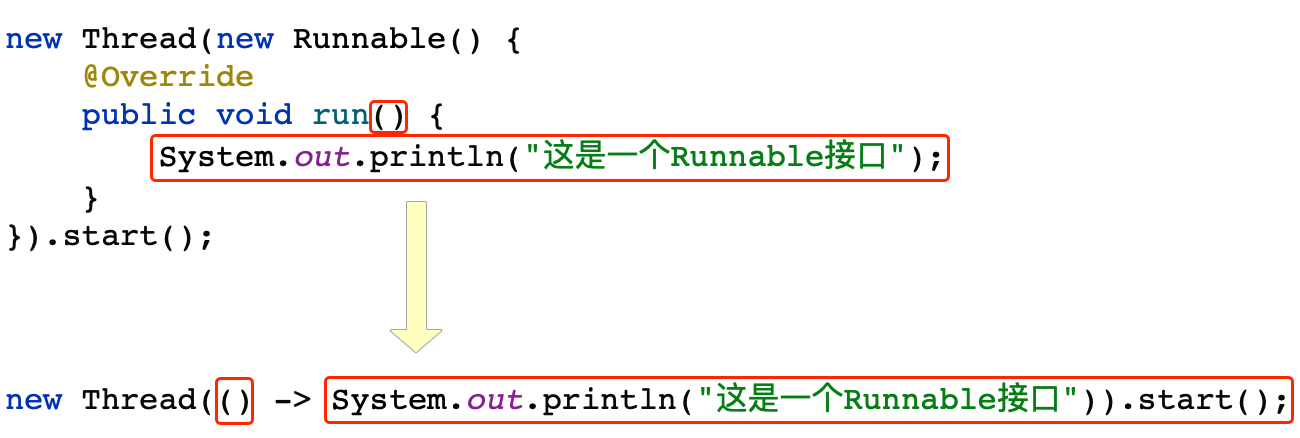 new Thread(new Runnable() {
    @Override
    public void run() {
        System.out.println("这是一个Runnable接口");
    }
}).start();
new Thread(() -> System.out.println("这是一个Runnable接口")).start();